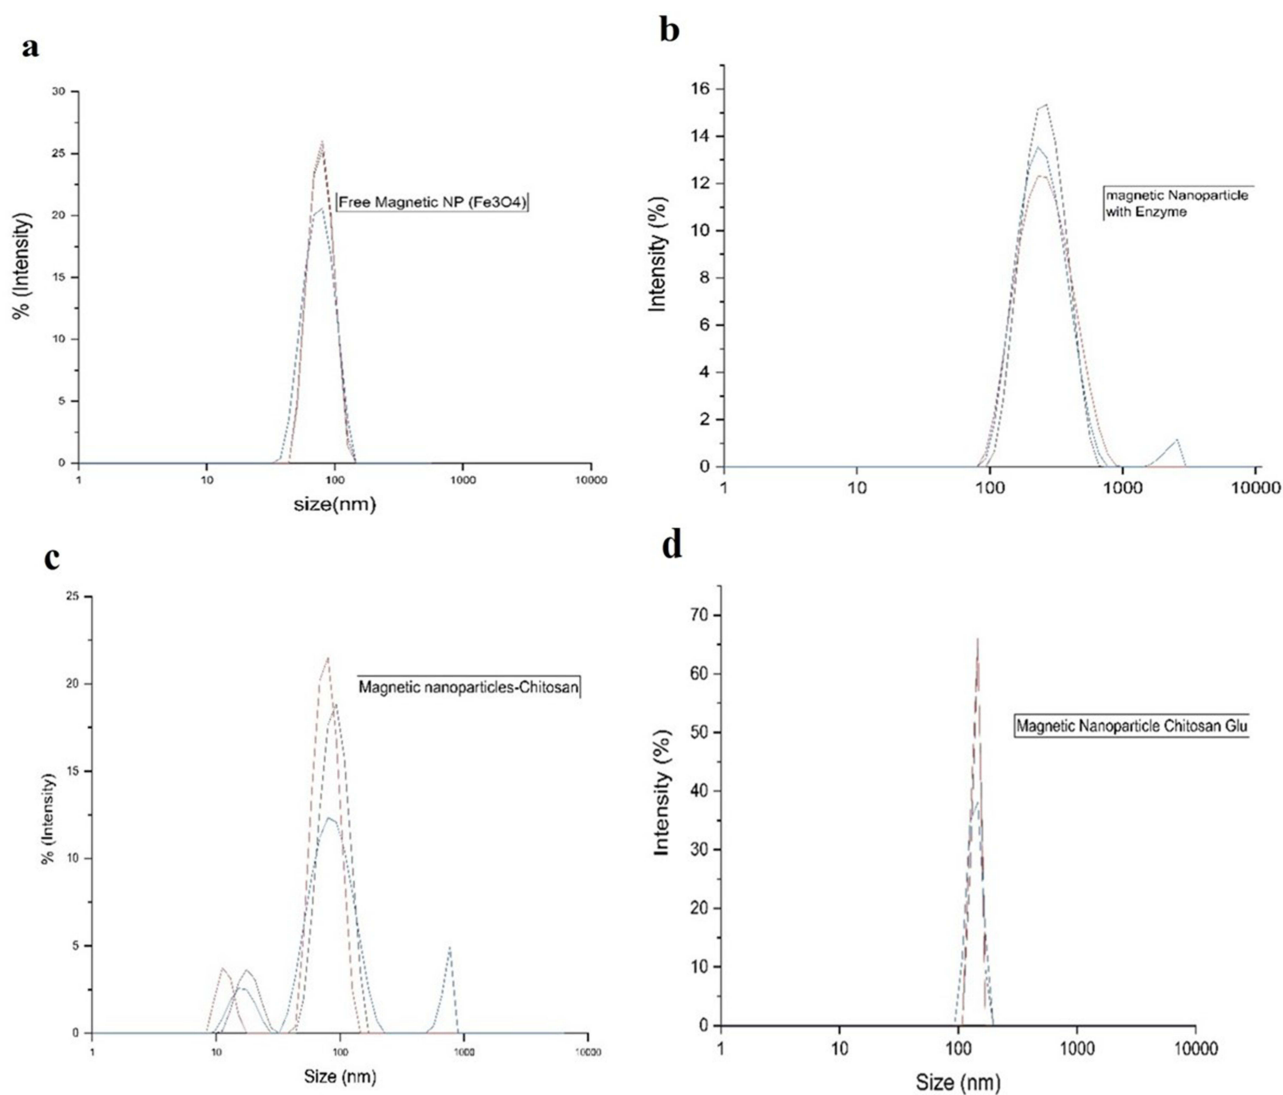 a
30
25
20
15
10
5
0
% (Intensity)
Free Magnetic NP (Fe3O4)
1 10 100 1000 10000
size(nm)
b
16
14
12
10
8
6
4
2
0
Intensity (%)
magnetic Nanoparticle
with Enzyme
1 10 100 1000 10000
c
25
20
15
10
5
0
% (Intensity)
Magnetic nanoparticles-Chitosan
1 10 100 1000 10000
Size (nm)
d
70
60
50
40
30
20
10
0
Intensity (%)
Magnetic Nanoparticle Chitosan Glu
1 10 100 1000 10000
Size (nm)